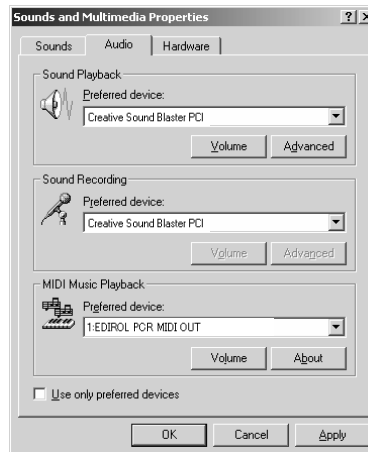 Sounds and Multimedia Properties
Sounds Audio Hardware
Sound Playback
Preferred device:
Creative Sound Blaster PCI
Volume Advanced
Sound Recording
Preferred device:
Creative Sound Blaster PCI
Volume Advanced
MIDI Music Playback
Preferred device:
1:EDIROL PCR MIDI OUT
Volume About
Use only preferred devices
OK Cancel Apply